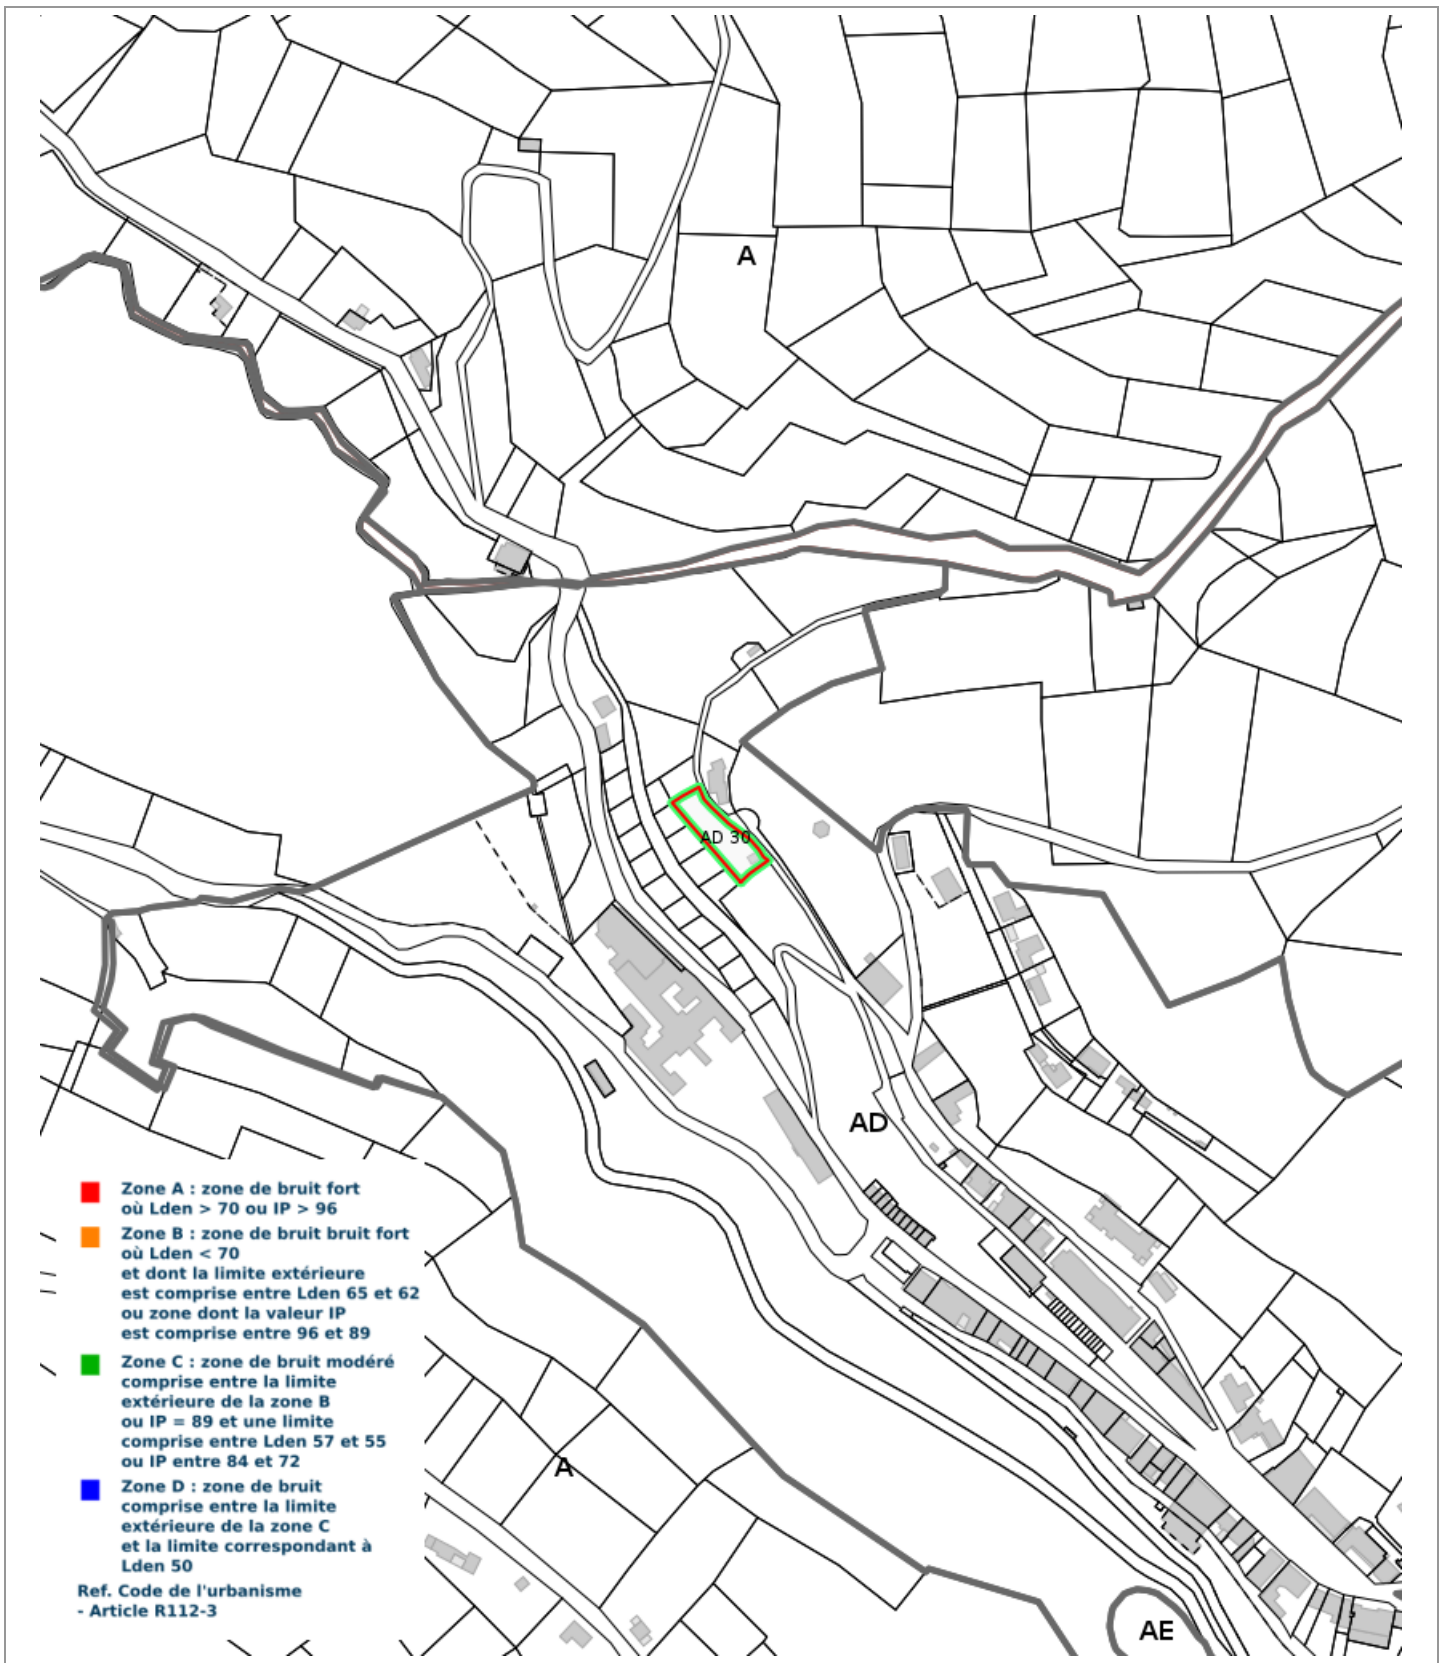 A
AD 30
AD
Zone A : zone de bruit fort
où Lden > 70 ou IP > 96
Zone B : zone de bruit bruit fort
où Lden < 70
et dont la limite extérieure
est comprise entre Lden 65 et 62
ou zone dont la valeur IP
est comprise entre 96 et 89
Zone C : zone de bruit modéré
comprise entre la limite
extérieure de la zone B
ou IP = 89 et une limite
comprise entre Lden 57 et 55
ou IP entre 84 et 72
Zone D : zone de bruit
comprise entre la limite
extérieure de la zone C
et la limite correspondant à
Lden 50
Ref. Code de l'urbanisme
- Article R112-3
A
AE